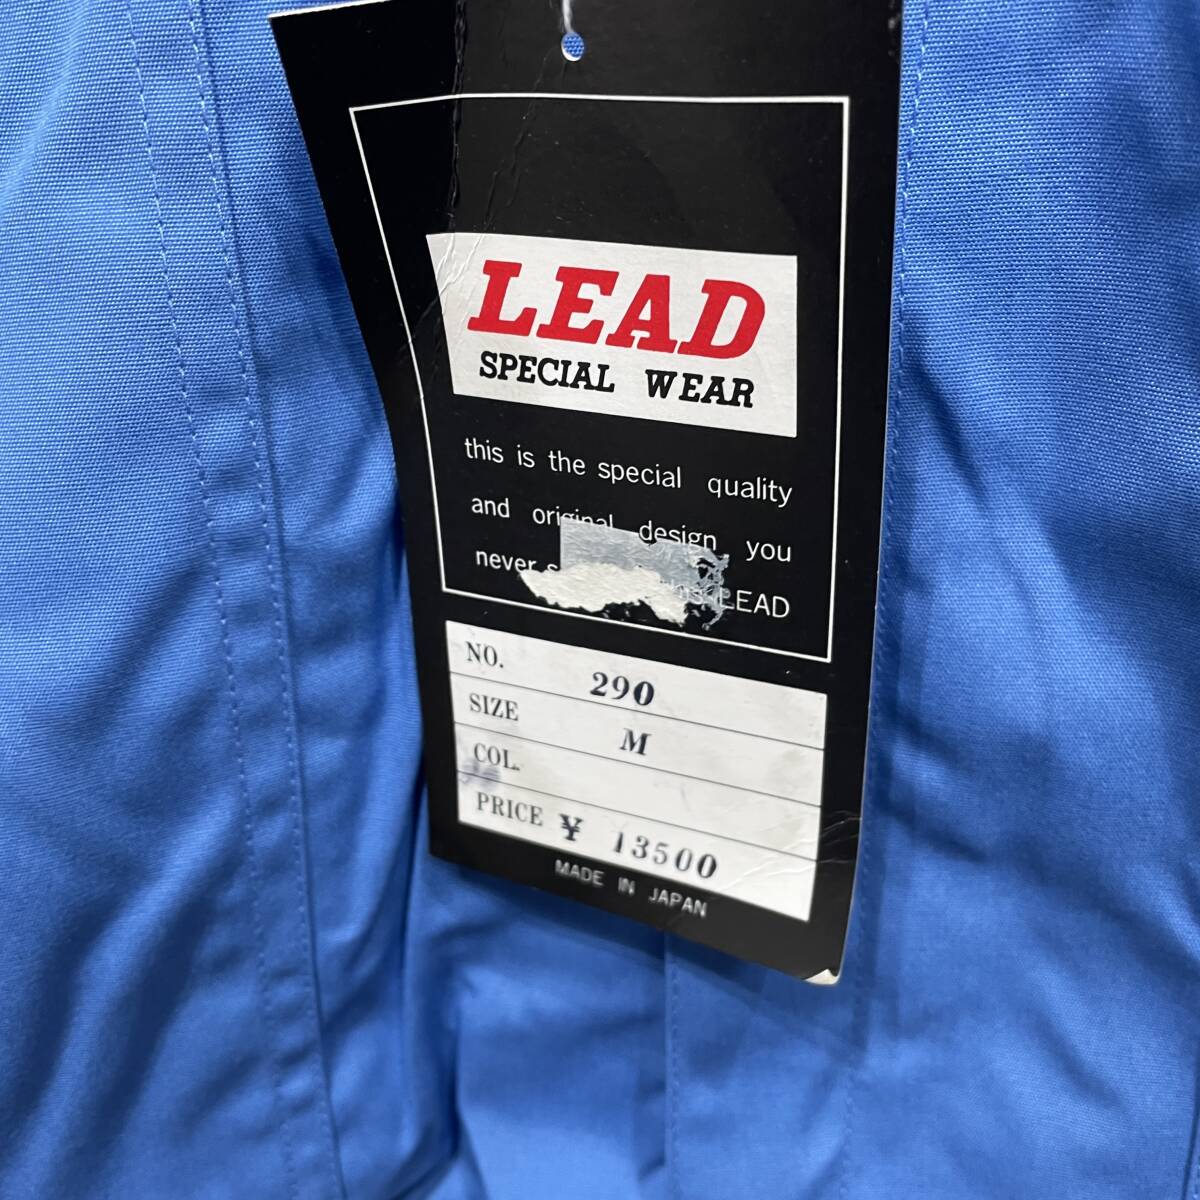 LEAD
SPECIAL WEAR
this is the special quality
and original design you
never LEAD
NO. 290
SIZE M
COL.
PRICE ¥ 13500
MADE IN JAPAN